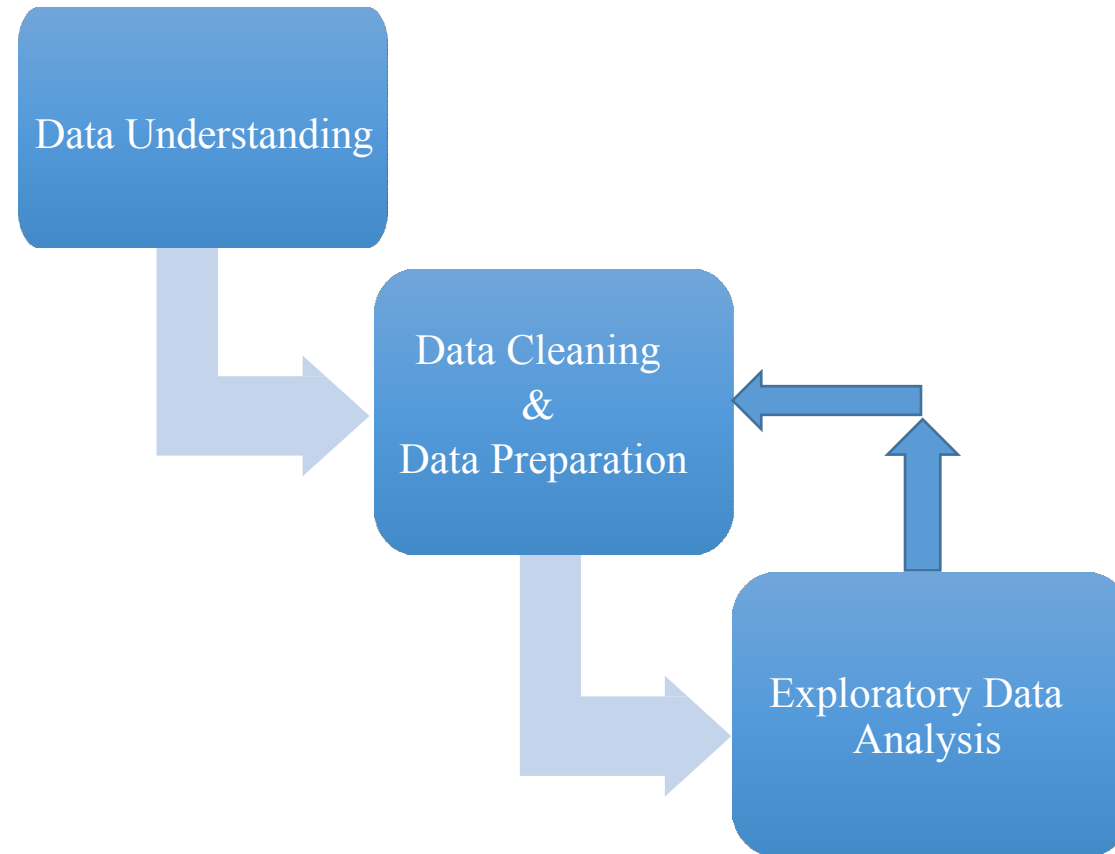 Data Understanding
Data Cleaning
&
Data Preparation
Exploratory Data
Analysis